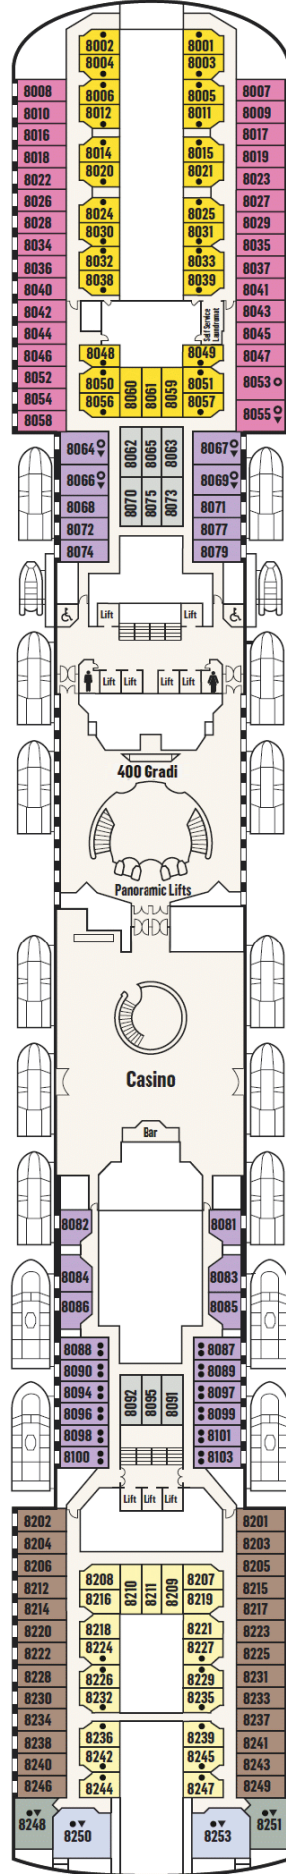 8002 8001
8004 8003
8008 8006 8005 8007
8010 8012 8011 8009
8016 8017
8018 8014 8015 8019
8022 8020 8021 8023
8026 8027
8028 8024 8025 8029
8034 8030 8031 8035
8036 8032 8033 8037
8040 8038 8039 8041
8042 Self Service Laundromat 8043
8044 8045
8046 8048 8049 8047
8052 8050 8060 8061 8059 8051 8053
8054 8056 8057 8055
8058
8064 8062 8065 8063 8067
8066 8069
8068 8070 8075 8073 8071
8072 8077
8074 8079
Lift Lift
Lift Lift Lift Lift
400 Gradi
Panoramic Lifts
Casino
Bar
8082 8081
8084 8083
8086 8085
8088 8087
8090 8089
8094 8092 8095 8091 8097
8096 8099
8098 8101
8100 8103
Lift Lift Lift
8202 8201
8204 8203
8206 8208 8210 8211 8209 8207 8205
8212 8216 8219 8215
8214 8217
8220 8218 8221 8223
8222 8224 8227 8225
8228 8226 8229 8231
8230 8232 8235 8233
8234 8237
8238 8236 8239 8241
8240 8242 8245 8243
8246 8244 8247 8249
8248 8250 8253 8251